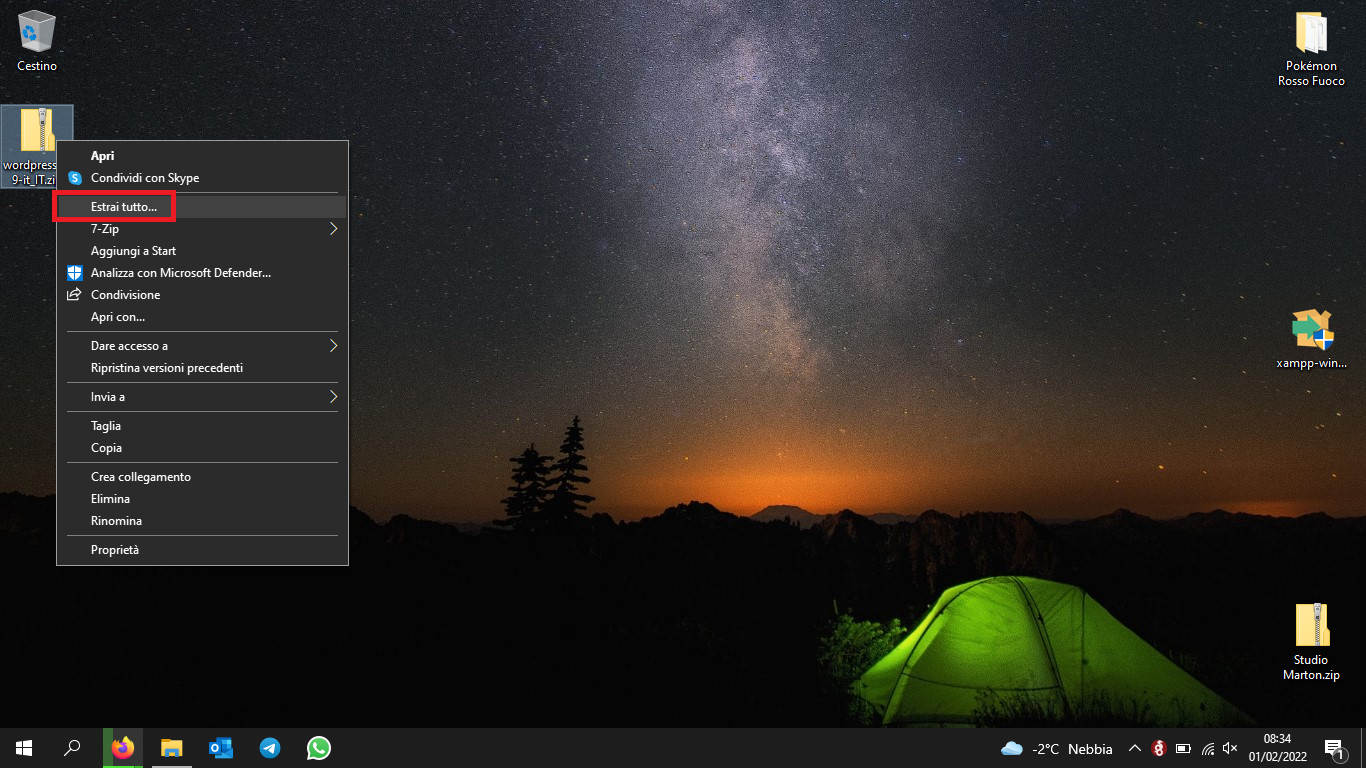 Cestino
wordpress
9-it_IT.zi
Apri
Condividi con Skype
Estrai tutto...
7-Zip
Aggiungi a Start
Analizza con Microsoft Defender...
Condivisione
Apri con...
Dare accesso a
Ripristina versioni precedenti
Invia a
Taglia
Copia
Crea collegamento
Elimina
Rinomina
Proprietà
Pokémon
Rosso Fuoco
xampp-win...
Studio
Marton.zip
-2°C Nebbia
08:34
01/02/2022
1